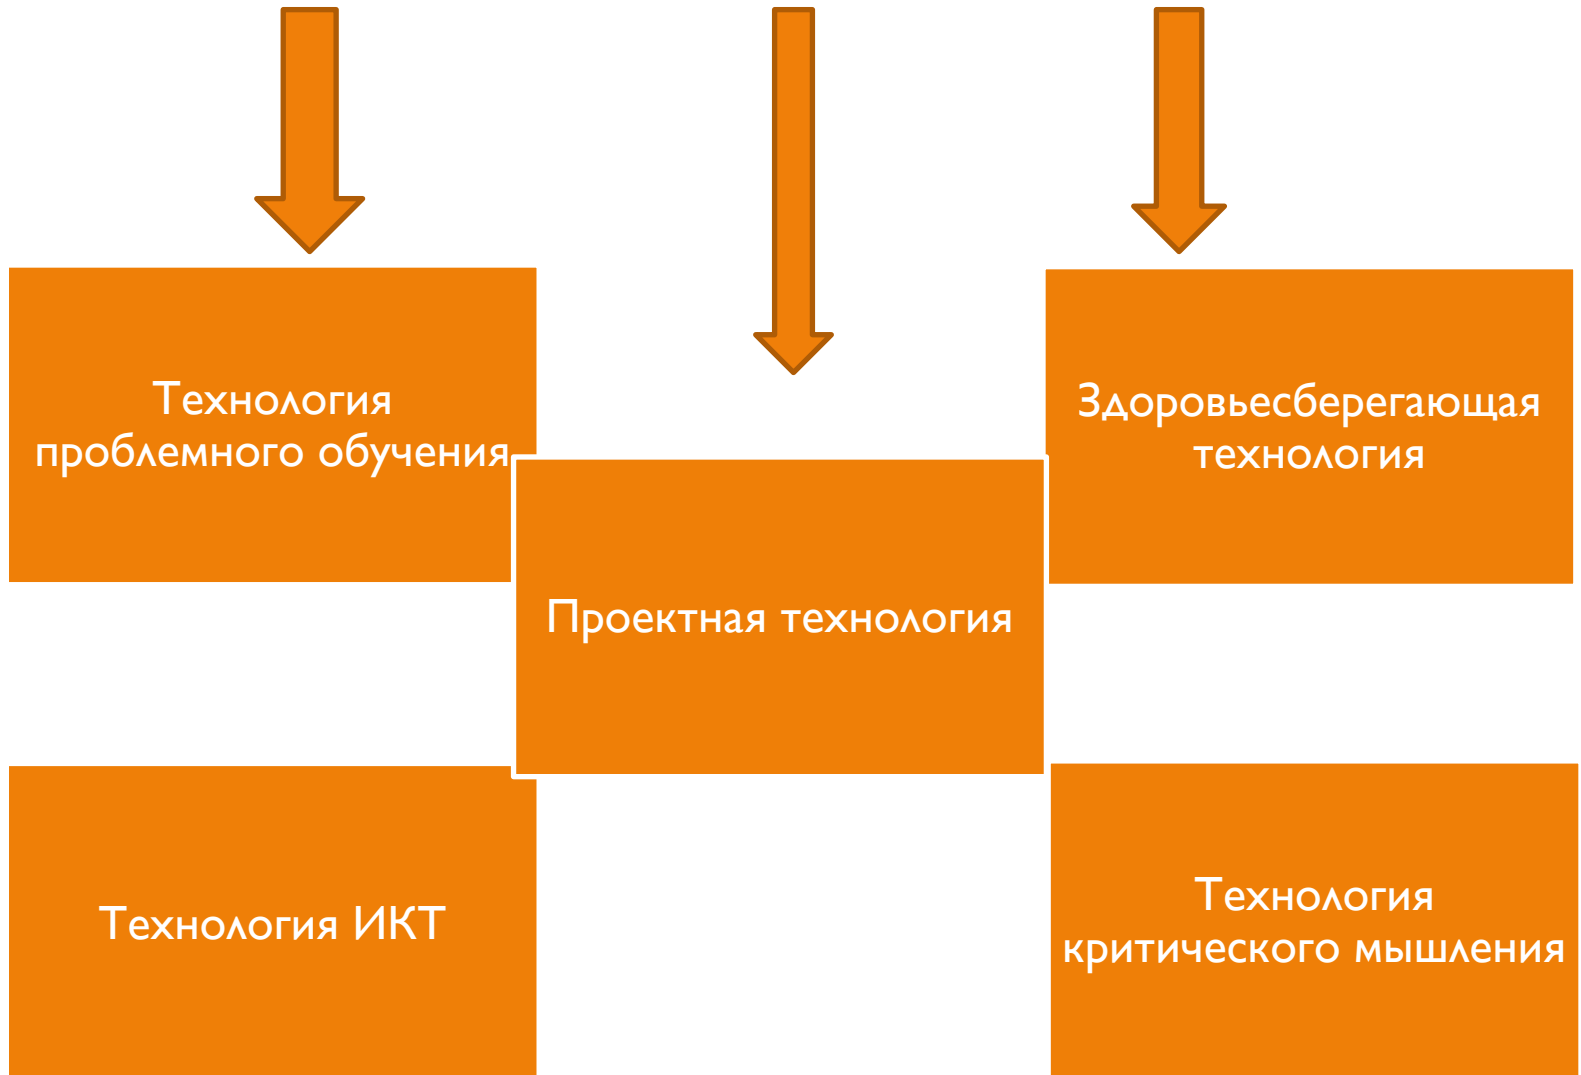 Технология
проблемного обучения
Здоровьесберегающая
технология
Проектная технология
Технология ИКТ
Технология
критического мышления